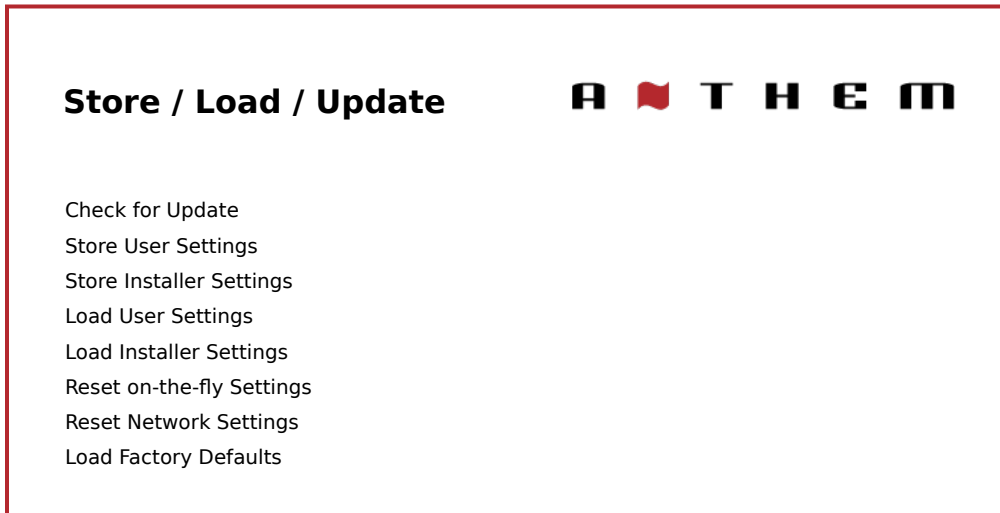 Store / Load / Update
ANTHEM
Check for Update
Store User Settings
Store Installer Settings
Load User Settings
Load Installer Settings
Reset on-the-fly Settings
Reset Network Settings
Load Factory Defaults